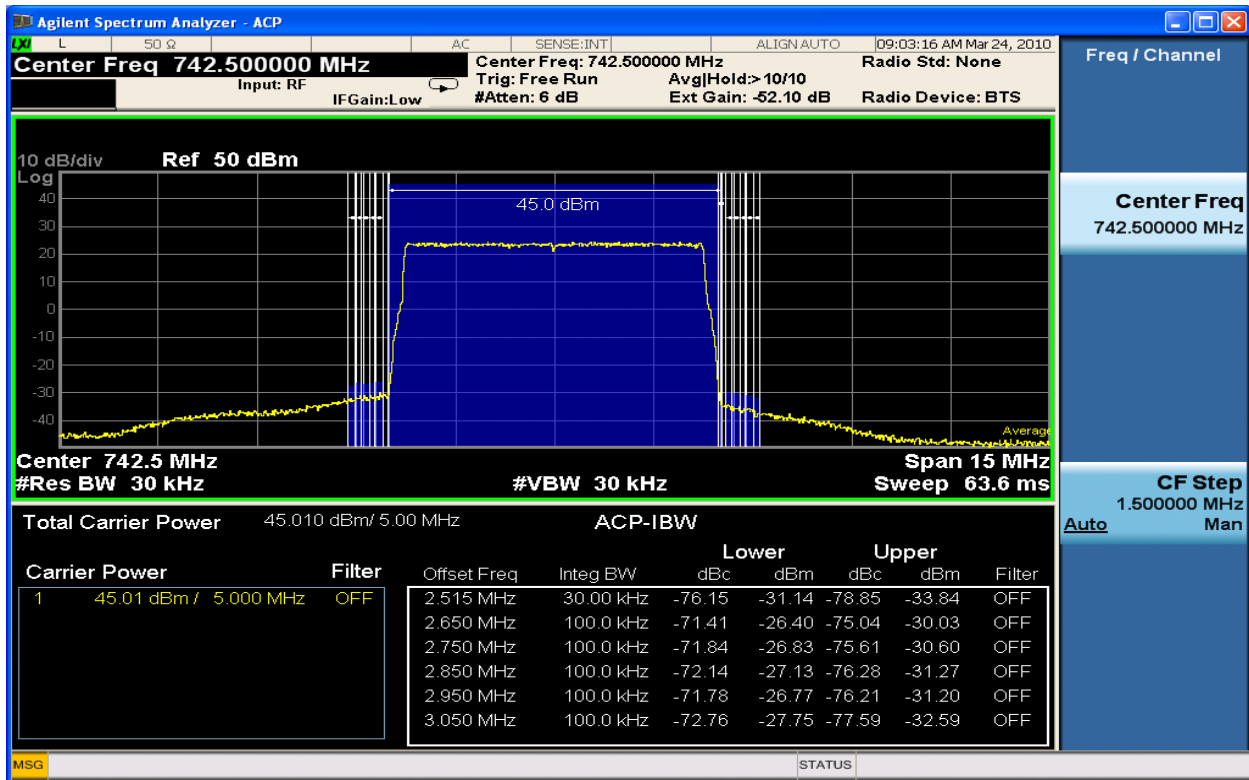 Agilent Spectrum Analyzer - ACP
LXI L 50 Ω AC SENSE:INT ALIGN AUTO 09:03:16 AM Mar 24, 2010
Center Freq 742.500000 MHz Center Freq: 742.500000 MHz Radio Std: None
Input: RF Trig: Free Run Avg|Hold:>10/10
IFGain:Low #Atten: 6 dB Ext Gain: -52.10 dB Radio Device: BTS
Freq / Channel
10 dB/div Ref 50 dBm
Log
40
45.0 dBm
30
20
10
0
-10
-20
-30
-40
Average
Center 742.5 MHz Span 15 MHz
#Res BW 30 kHz #VBW 30 kHz Sweep 63.6 ms
Center Freq
742.500000 MHz
CF Step
1.500000 MHz
Auto Man
Total Carrier Power 45.010 dBm/ 5.00 MHz ACP-IBW
Lower Upper
Carrier Power Filter Offset Freq Integ BW dBc dBm dBc dBm Filter
1 45.01 dBm / 5.000 MHz OFF 2.515 MHz 30.00 kHz -76.15 -31.14 -78.85 -33.84 OFF
2.650 MHz 100.0 kHz -71.41 -26.40 -75.04 -30.03 OFF
2.750 MHz 100.0 kHz -71.84 -26.83 -75.61 -30.60 OFF
2.850 MHz 100.0 kHz -72.14 -27.13 -76.28 -31.27 OFF
2.950 MHz 100.0 kHz -71.78 -26.77 -76.21 -31.20 OFF
3.050 MHz 100.0 kHz -72.76 -27.75 -77.59 -32.59 OFF
MSG STATUS